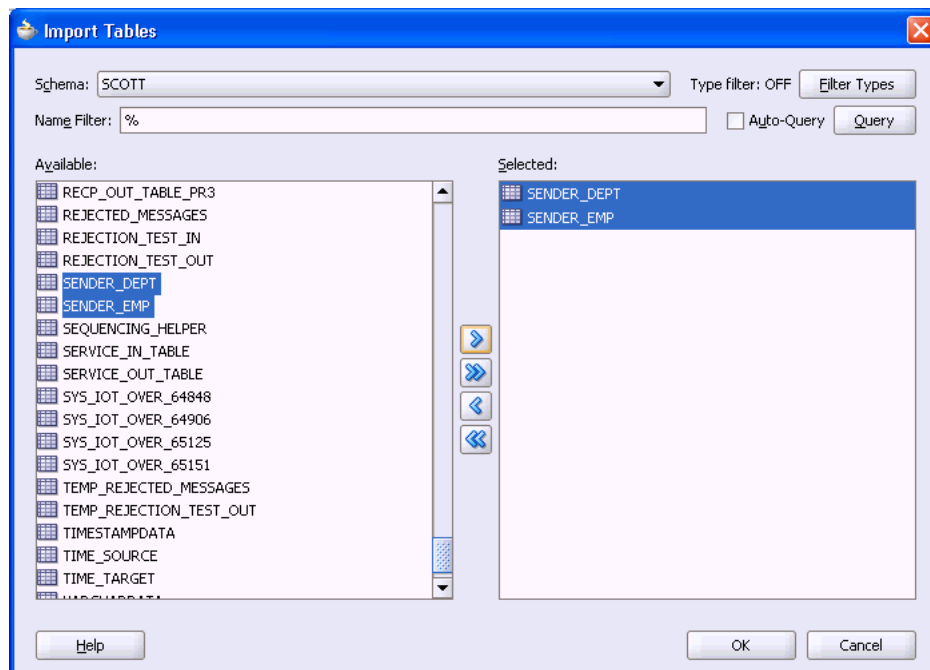 Import Tables
Schema: SCOTT Type filter: OFF Filter Types
Name Filter: % Auto-Query Query
Available:
RECP_OUT_TABLE_PR3
REJECTED_MESSAGES
REJECTION_TEST_IN
REJECTION_TEST_OUT
SENDER_DEPT
SENDER_EMP
SEQUENCING_HELPER
SERVICE_IN_TABLE
SERVICE_OUT_TABLE
SYS_IOT_OVER_64848
SYS_IOT_OVER_64906
SYS_IOT_OVER_65125
SYS_IOT_OVER_65151
TEMP_REJECTED_MESSAGES
TEMP_REJECTION_TEST_OUT
TIMESTAMPDATA
TIME_SOURCE
TIME_TARGET
Selected:
SENDER_DEPT
SENDER_EMP
Help OK Cancel